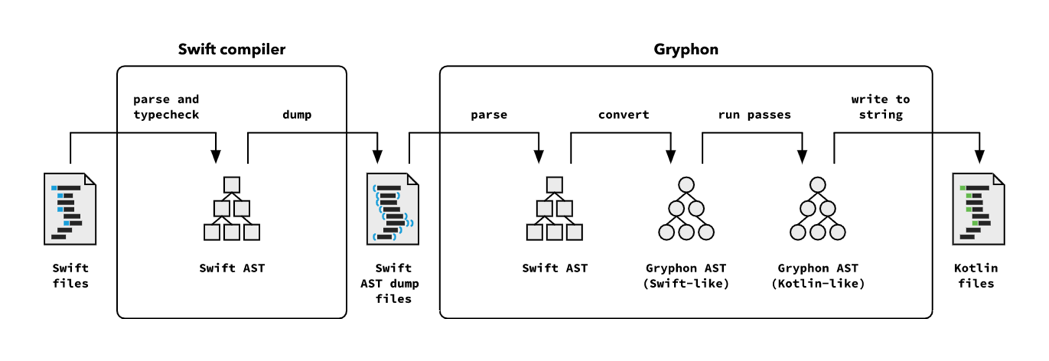 Swift compiler
Gryphon
parse and
typecheck
dump
parse
convert
run passes
write to
string
Swift
files
Swift AST
Swift
AST dump
files
Swift AST
Gryphon AST
(Swift-like)
Gryphon AST
(Kotlin-like)
Kotlin
files